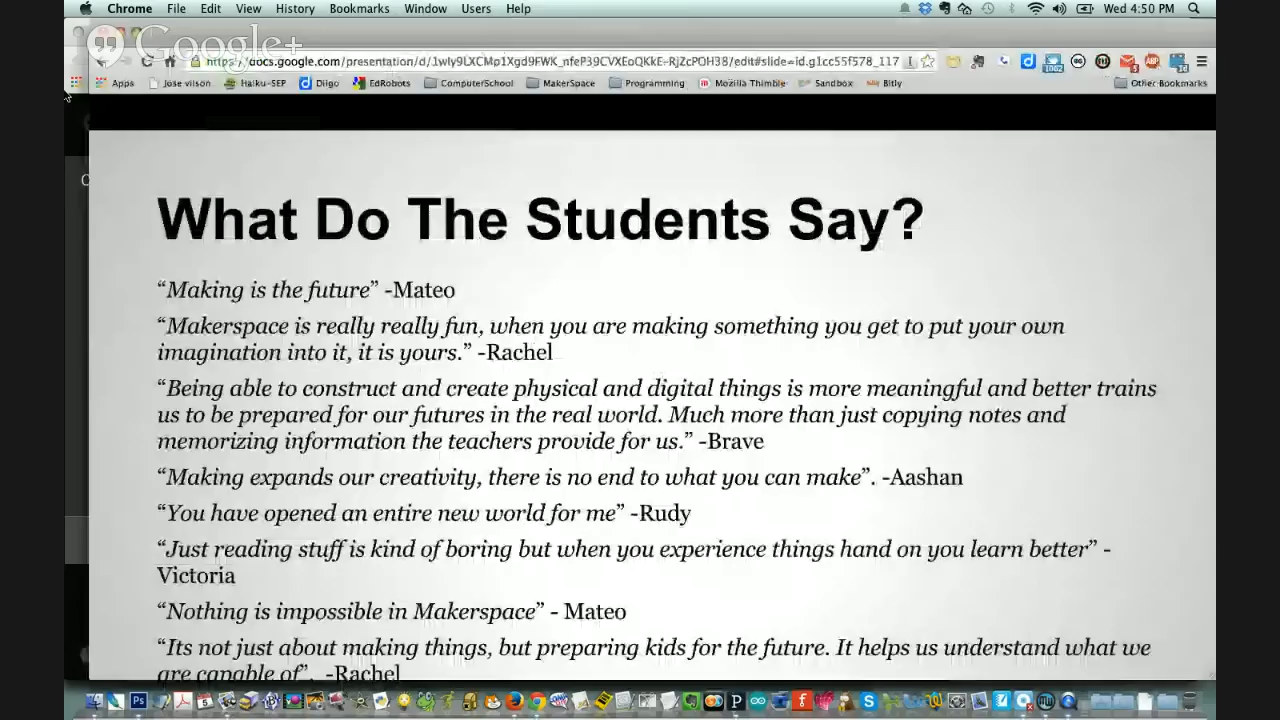 Chrome File Edit View History Bookmarks Window Users Help Wed 4:50 PM
Google+
https://docs.google.com/presentation/d/
Apps jose vilson Haiku-SEP Diigo EdRobots ComputerSchool MakerSpace Programming Mozilla Thimble Sandbox Bitly Other Bookmarks
What Do The Students Say?
“Making is the future” -Mateo
“Makerspace is really really fun, when you are making something you get to put your own
imagination into it, it is yours.” -Rachel
“Being able to construct and create physical and digital things is more meaningful and better trains
us to be prepared for our futures in the real world. Much more than just copying notes and
memorizing information the teachers provide for us.” -Brave
“Making expands our creativity, there is no end to what you can make”. -Aashan
“You have opened an entire new world for me” -Rudy
“Just reading stuff is kind of boring but when you experience things hand on you learn better” -
Victoria
“Nothing is impossible in Makerspace” - Mateo
“Its not just about making things, but preparing kids for the future. It helps us understand what we
are capable of”. -Rachel